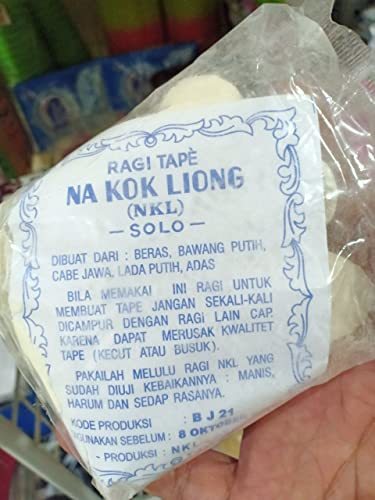 RAGI TAPÈ
NA KOK LIONG
(NKL)
— SOLO —
DIBUAT DARI : BERAS, BAWANG PUTIH,
CABE JAWA, LADA PUTIH, ADAS
BILA MEMAKAI INI RAGI UNTUK
MEMBUAT TAPE JANGAN SEKALI-KALI
DICAMPUR DENGAN RAGI LAIN CAP.
KARENA DAPAT MERUSAK KWALITET
TAPE (KECUT ATAU BUSUK).
PAKAILAH MELULU RAGI NKL YANG
SUDAH DIUJI KEBAIKANNYA : MANIS,
HARUM DAN SEDAP RASANYA.
KODE PRODUKSI : B J 21
GUNAKAN SEBELUM : 8 OKTOBER
- PRODUKSI : NKL